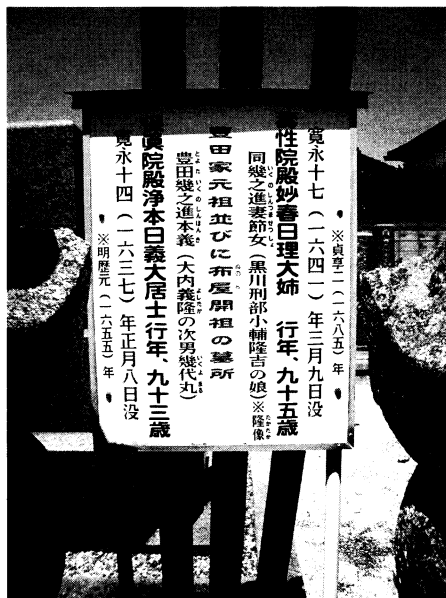 ※貞享二(一六八五)年
寛永十七(一六四一)年三月九日没
性院殿妙春日理大姉 行年、九十五歳
同幾之進妻節女(黒川刑部小輔隆吉の娘)※隆像
豊田家元祖並びに布屋開祖の墓所
豊田幾之進本義(大内義隆の次男幾代丸)
眞院殿浄本日義大居士行年、九十三歳
寛永十四(一六三七)年正月八日没
※明歴元(一六五五)年